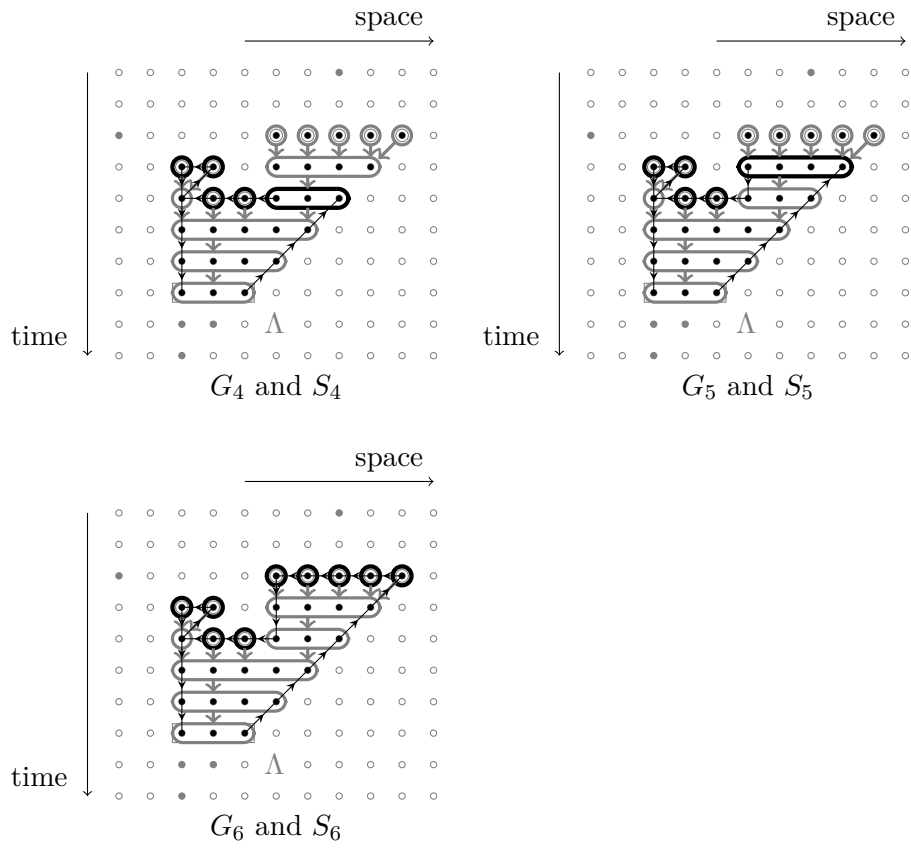 space
space
time
Λ
time
Λ
G₄ and S₄
G₅ and S₅
space
time
Λ
G₆ and S₆